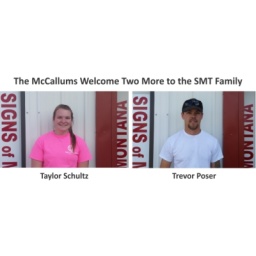 The McCallums Welcome Two More to the SMT Family
SIGNS of M
MONTANA
SIGNS of M
MONTANA
Taylor Schultz
Trevor Poser